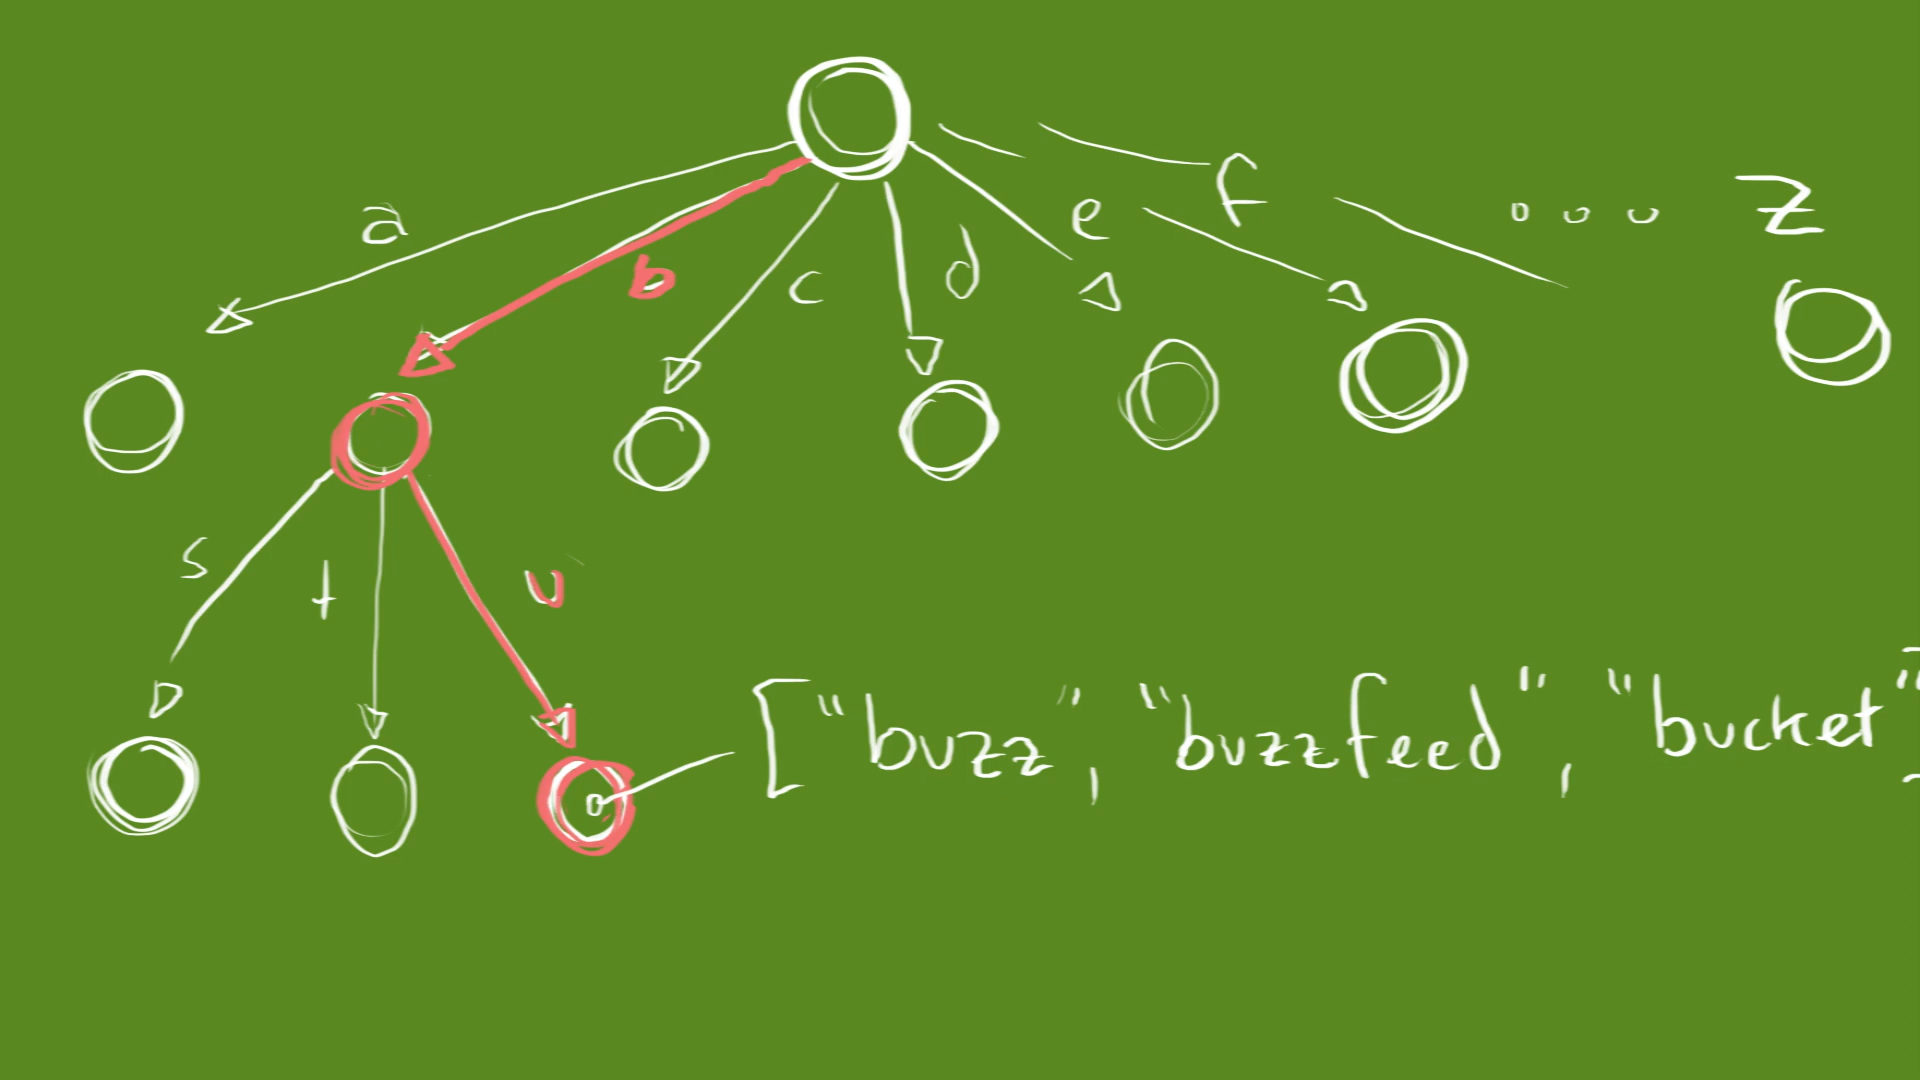 a b c d e f ... z
s t u
["buzz", "buzzfeed", "bucket"]